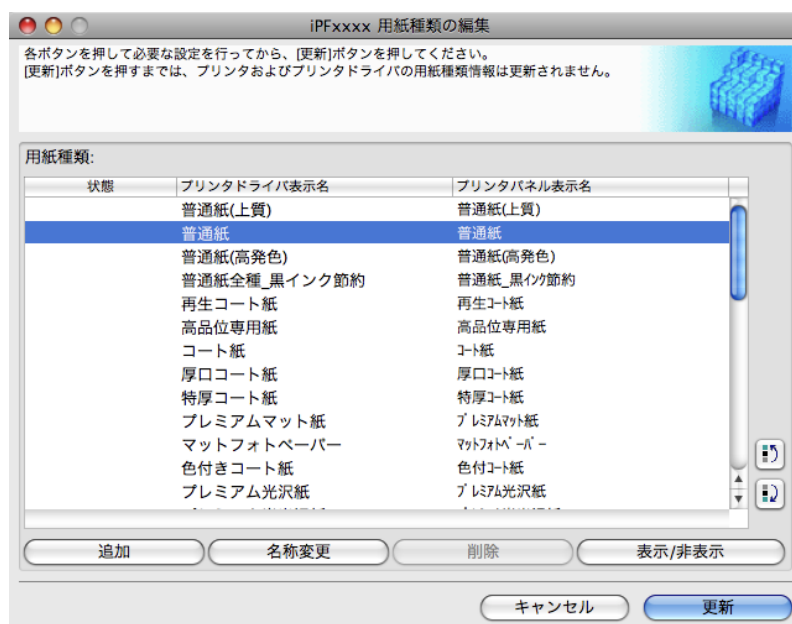 iPFxxxx 用紙種類の編集
各ボタンを押して必要な設定を行ってから、[更新]ボタンを押してください。
[更新]ボタンを押すまでは、プリンタおよびプリンタドライバの用紙種類情報は更新されません。
用紙種類:
状態 プリンタドライバ表示名 プリンタパネル表示名
普通紙(上質) 普通紙(上質)
普通紙 普通紙
普通紙(高発色) 普通紙(高発色)
普通紙全種_黒インク節約 普通紙_黒インク節約
再生コート紙 再生コート紙
高品位専用紙 高品位専用紙
コート紙 コート紙
厚口コート紙 厚口コート紙
特厚コート紙 特厚コート紙
プレミアムマット紙 プレミアムマット紙
マットフォトペーパー マットフォトペーパー
色付きコート紙 色付コート紙
プレミアム光沢紙 プレミアム光沢紙
追加 名称変更 削除 表示/非表示
キャンセル 更新